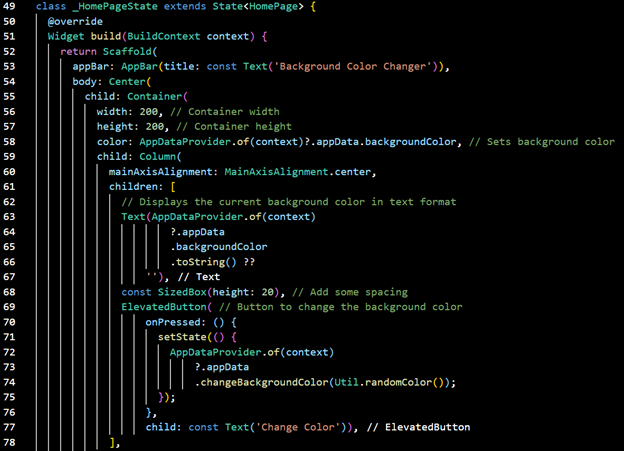 49 class _HomePageState extends State<HomePage> {
50 @override
51 Widget build(BuildContext context) {
52 return Scaffold(
53 appBar: AppBar(title: const Text('Background Color Changer')),
54 body: Center(
55 child: Container(
56 width: 200, // Container width
57 height: 200, // Container height
58 color: AppDataProvider.of(context)?.appData.backgroundColor, // Sets background color
59 child: Column(
60 mainAxisAlignment: MainAxisAlignment.center,
61 children: [
62 // Displays the current background color in text format
63 Text(AppDataProvider.of(context)
64 ?.appData
65 .backgroundColor
66 .toString() ??
67 ''), // Text
68 const SizedBox(height: 20), // Add some spacing
69 ElevatedButton( // Button to change the background color
70 onPressed: () {
71 setState(() {
72 AppDataProvider.of(context)
73 ?.appData
74 .changeBackgroundColor(Util.randomColor());
75 });
76 },
77 child: const Text('Change Color')), // ElevatedButton
78 ],